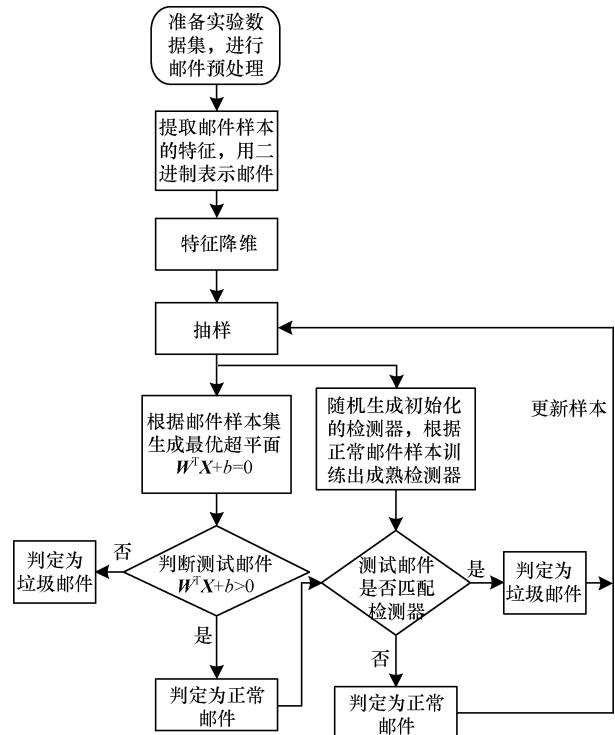 准备实验数
据集，进行
邮件预处理
提取邮件样本
的特征，用二
进制表示邮件
特征降维
抽样
根据邮件样本集
生成最优超平面
WᵀX+b=0
随机生成初始化
的检测器，根据
正常邮件样本训
练出成熟检测器
更新样本
判定为
垃圾邮件
否
判断测试邮件
WᵀX+b>0
是
判定为正常
邮件
测试邮件
是否匹配
检测器
是
判定为
垃圾邮件
否
判定为正常
邮件